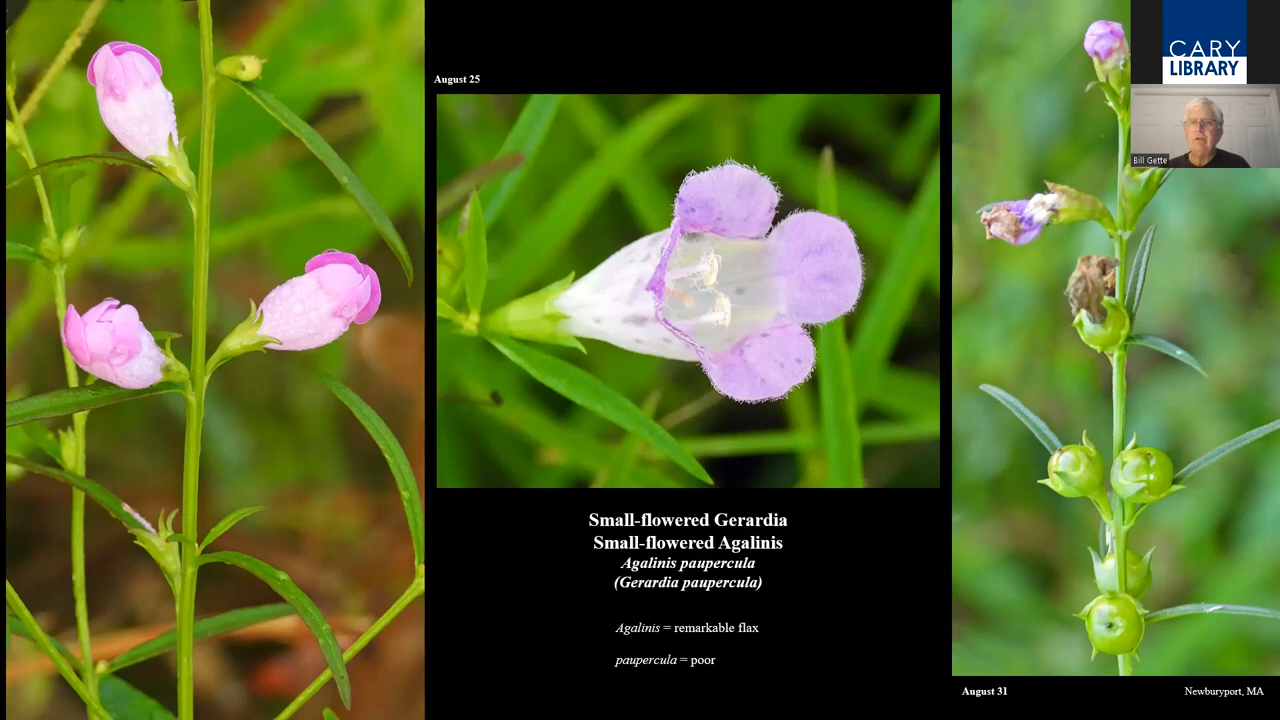 CARY
LIBRARY
Bill Gette
August 25
Small-flowered Gerardia
Small-flowered Agalinis
Agalinis paupercula
(Gerardia paupercula)
Agalinis = remarkable flax
paupercula = poor
August 31
Newburyport, MA